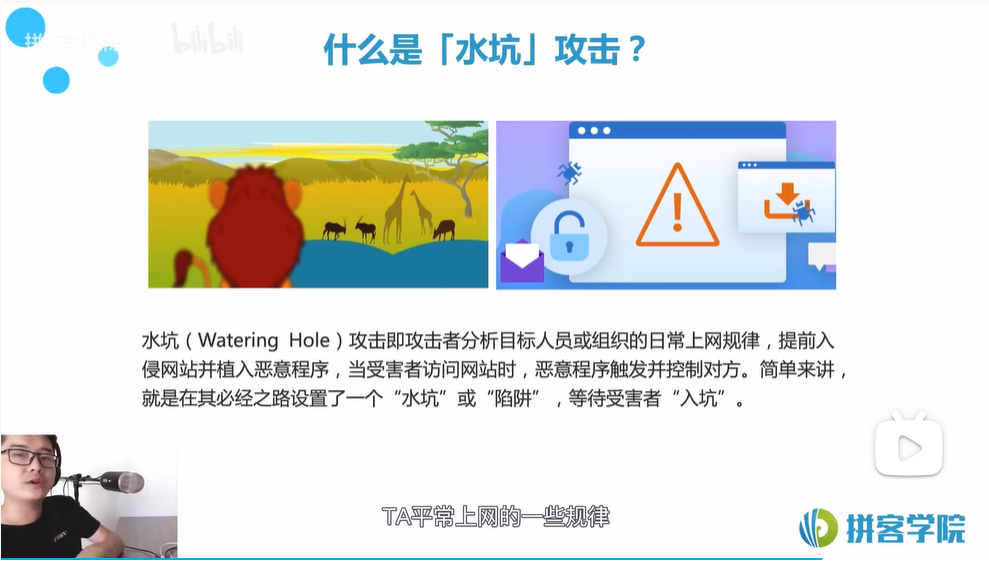 bilibili
什么是「水坑」攻击？
水坑（Watering Hole）攻击即攻击者分析目标人员或组织的日常上网规律，提前入
侵网站并植入恶意程序，当受害者访问网站时，恶意程序触发并控制对方。简单来讲，
就是在其必经之路设置了一个“水坑”或“陷阱”，等待受害者“入坑”。
TA平常上网的一些规律
拼客学院